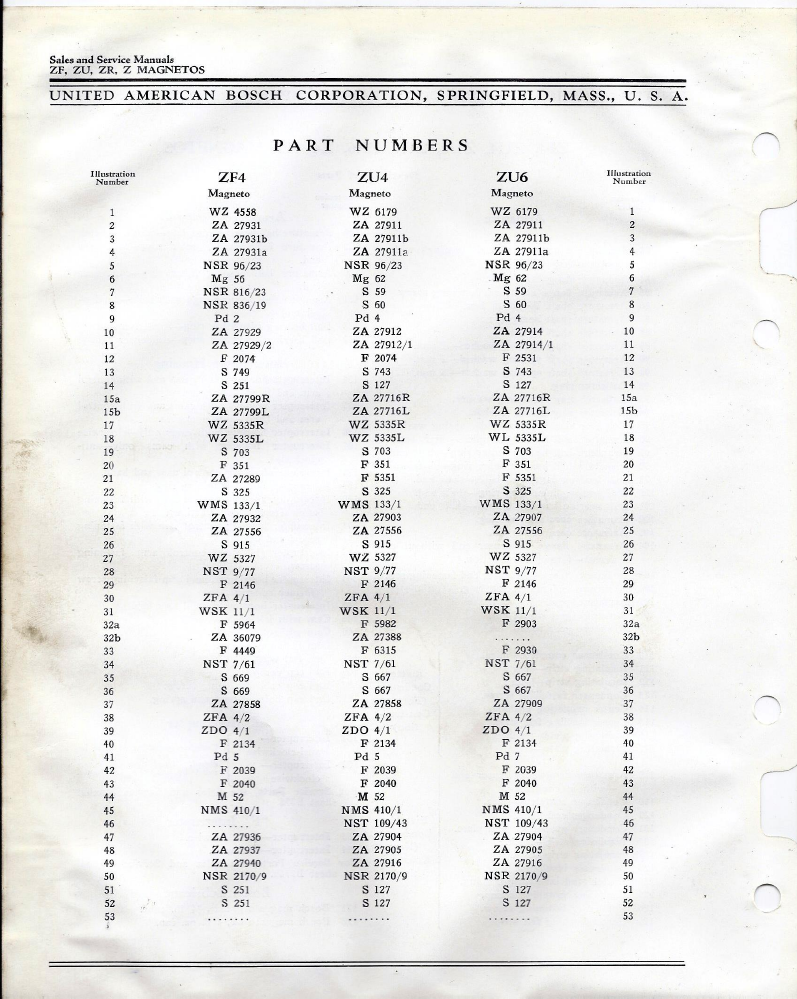 Sales and Service Manuals
ZF, ZU, ZR, Z MAGNETOS
UNITED AMERICAN BOSCH CORPORATION, SPRINGFIELD, MASS., U. S. A.
PART NUMBERS
Illustration Number ZF4 Magneto ZU4 Magneto ZU6 Magneto Illustration Number
1 WZ 4558 WZ 6179 WZ 6179 1
2 ZA 27931 ZA 27911 ZA 27911 2
3 ZA 27931b ZA 27911b ZA 27911b 3
4 ZA 27931a ZA 27911a ZA 27911a 4
5 NSR 96/23 NSR 96/23 NSR 96/23 5
6 Mg 56 Mg 62 Mg 62 6
7 NSR 816/23 S 59 S 59 7
8 NSR 836/19 S 60 S 60 8
9 Pd 2 Pd 4 Pd 4 9
10 ZA 27929 ZA 27912 ZA 27914 10
11 ZA 27929/2 ZA 27912/1 ZA 27914/1 11
12 F 2074 F 2074 F 2531 12
13 S 749 S 743 S 743 13
14 S 251 S 127 S 127 14
15a ZA 27799R ZA 27716R ZA 27716R 15a
15b ZA 27799L ZA 27716L ZA 27716L 15b
17 WZ 5335R WZ 5335R WZ 5335R 17
18 WZ 5335L WZ 5335L WL 5335L 18
19 S 703 S 703 S 703 19
20 F 351 F 351 F 351 20
21 ZA 27289 F 5351 F 5351 21
22 S 325 S 325 S 325 22
23 WMS 133/1 WMS 133/1 WMS 133/1 23
24 ZA 27932 ZA 27903 ZA 27907 24
25 ZA 27556 ZA 27556 ZA 27556 25
26 S 915 S 915 S 915 26
27 WZ 5327 WZ 5327 WZ 5327 27
28 NST 9/77 NST 9/77 NST 9/77 28
29 F 2146 F 2146 F 2146 29
30 ZFA 4/1 ZFA 4/1 ZFA 4/1 30
31 WSK 11/1 WSK 11/1 WSK 11/1 31
32a F 5964 F 5982 F 2903 32a
32b ZA 36079 ZA 27388 ....... 32b
33 F 4449 F 6315 F 2930 33
34 NST 7/61 NST 7/61 NST 7/61 34
35 S 669 S 667 S 667 35
36 S 669 S 667 S 667 36
37 ZA 27858 ZA 27858 ZA 27909 37
38 ZFA 4/2 ZFA 4/2 ZFA 4/2 38
39 ZDO 4/1 ZDO 4/1 ZDO 4/1 39
40 F 2134 F 2134 F 2134 40
41 Pd 5 Pd 5 Pd 7 41
42 F 2039 F 2039 F 2039 42
43 F 2040 F 2040 F 2040 43
44 M 52 M 52 M 52 44
45 NMS 410/1 NMS 410/1 NMS 410/1 45
46 ........ NST 109/43 NST 109/43 46
47 ZA 27936 ZA 27904 ZA 27904 47
48 ZA 27937 ZA 27905 ZA 27905 48
49 ZA 27940 ZA 27916 ZA 27916 49
50 NSR 2170/9 NSR 2170/9 NSR 2170/9 50
51 S 251 S 127 S 127 51
52 S 251 S 127 S 127 52
53 ........ ........ ........ 53